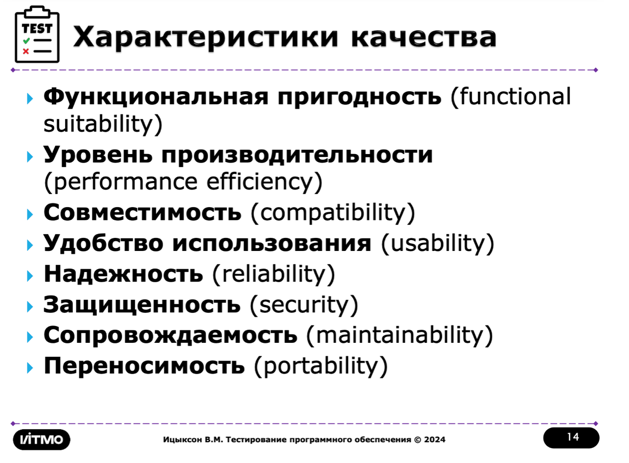 TEST
Характеристики качества
Функциональная пригодность (functional
suitability)
Уровень производительности
(performance efficiency)
Совместимость (compatibility)
Удобство использования (usability)
Надежность (reliability)
Защищенность (security)
Сопровождаемость (maintainability)
Переносимость (portability)
ITMO
Ицыксон В.М. Тестирование программного обеспечения © 2024
14